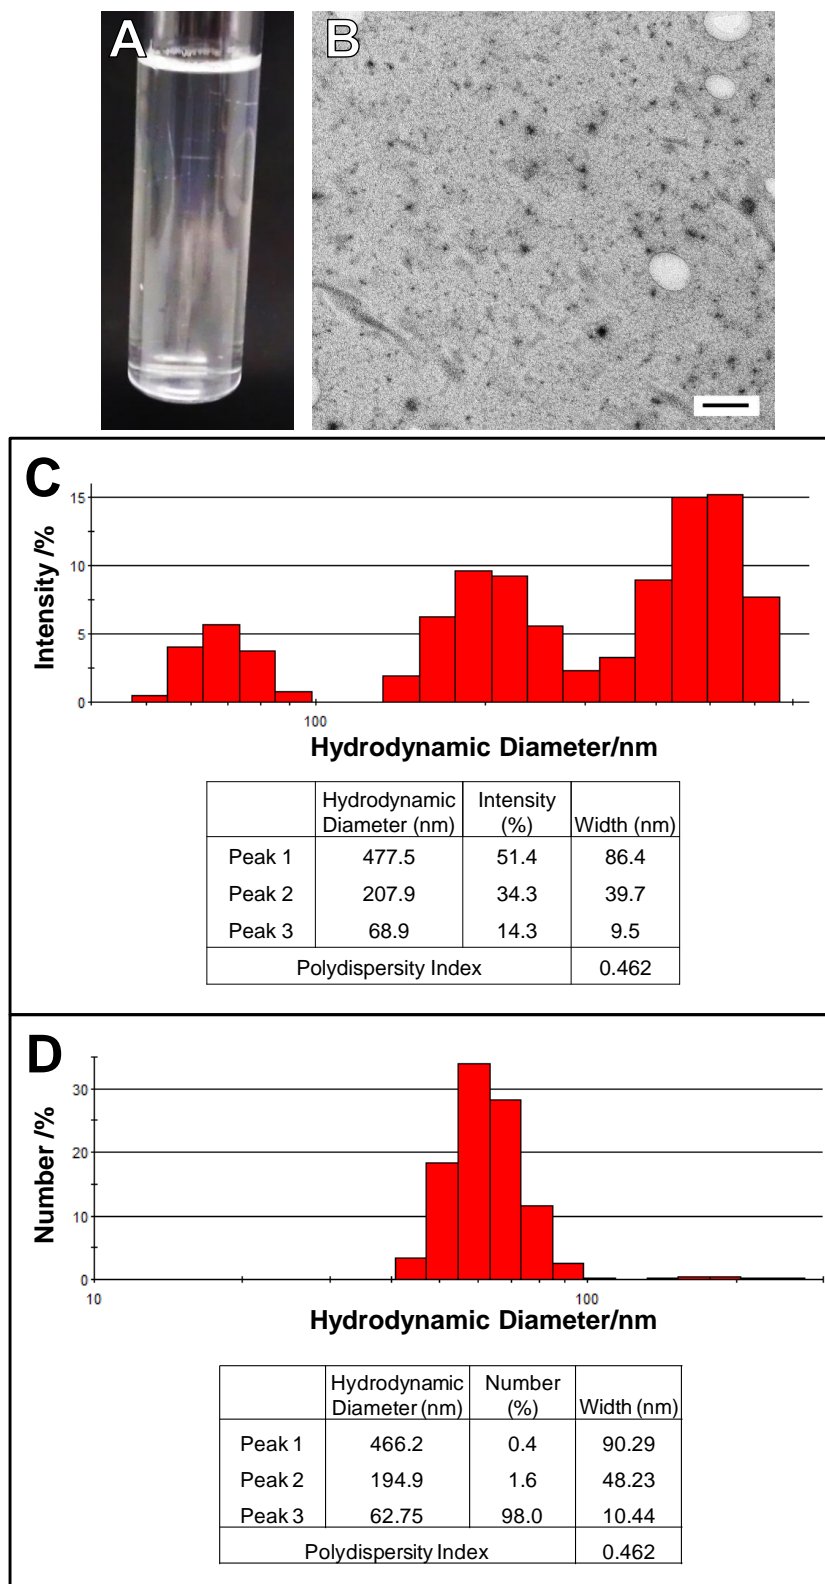 A
B
C
Intensity /%
15
10
5
0
100
Hydrodynamic Diameter/nm
Hydrodynamic Diameter (nm) Intensity (%) Width (nm)
Peak 1 477.5 51.4 86.4
Peak 2 207.9 34.3 39.7
Peak 3 68.9 14.3 9.5
Polydispersity Index 0.462
D
Number /%
30
20
10
0
10 100
Hydrodynamic Diameter/nm
Hydrodynamic Diameter (nm) Number (%) Width (nm)
Peak 1 466.2 0.4 90.29
Peak 2 194.9 1.6 48.23
Peak 3 62.75 98.0 10.44
Polydispersity Index 0.462